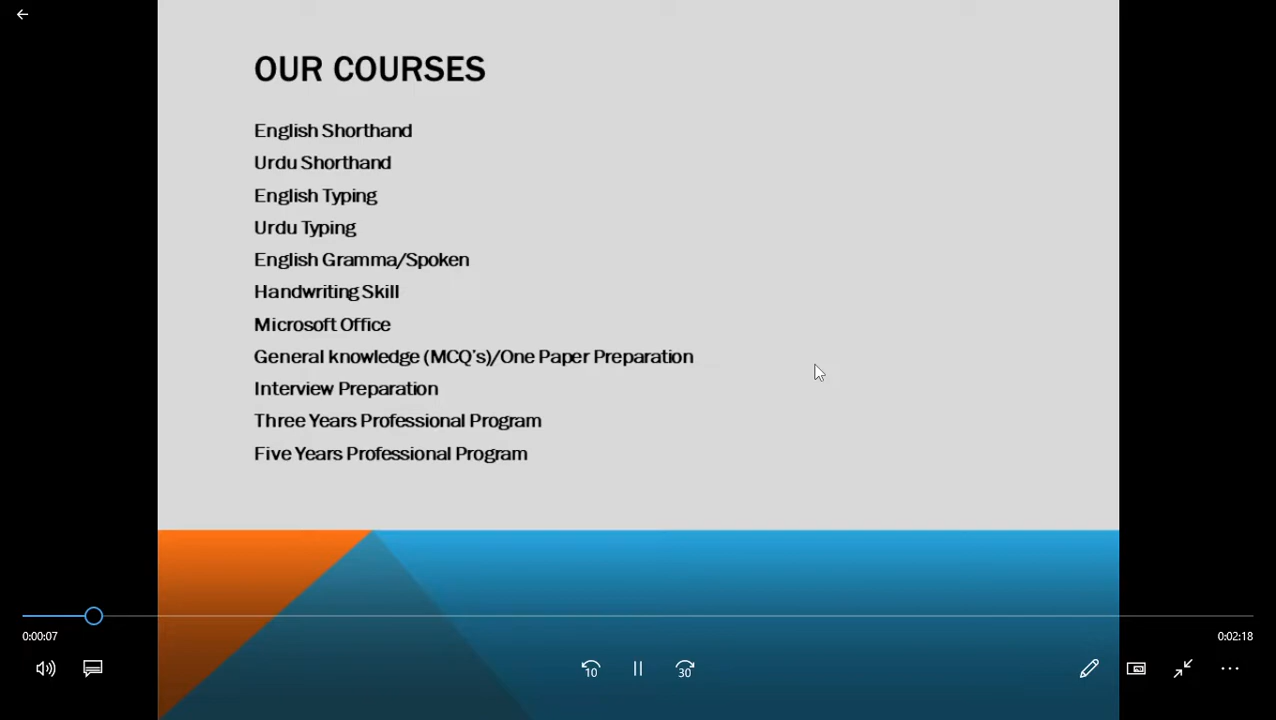 OUR COURSES
English Shorthand
Urdu Shorthand
English Typing
Urdu Typing
English Gramma/Spoken
Handwriting Skill
Microsoft Office
General knowledge (MCQ's)/One Paper Preparation
Interview Preparation
Three Years Professional Program
Five Years Professional Program
0:00:07
0:02:18
10
30